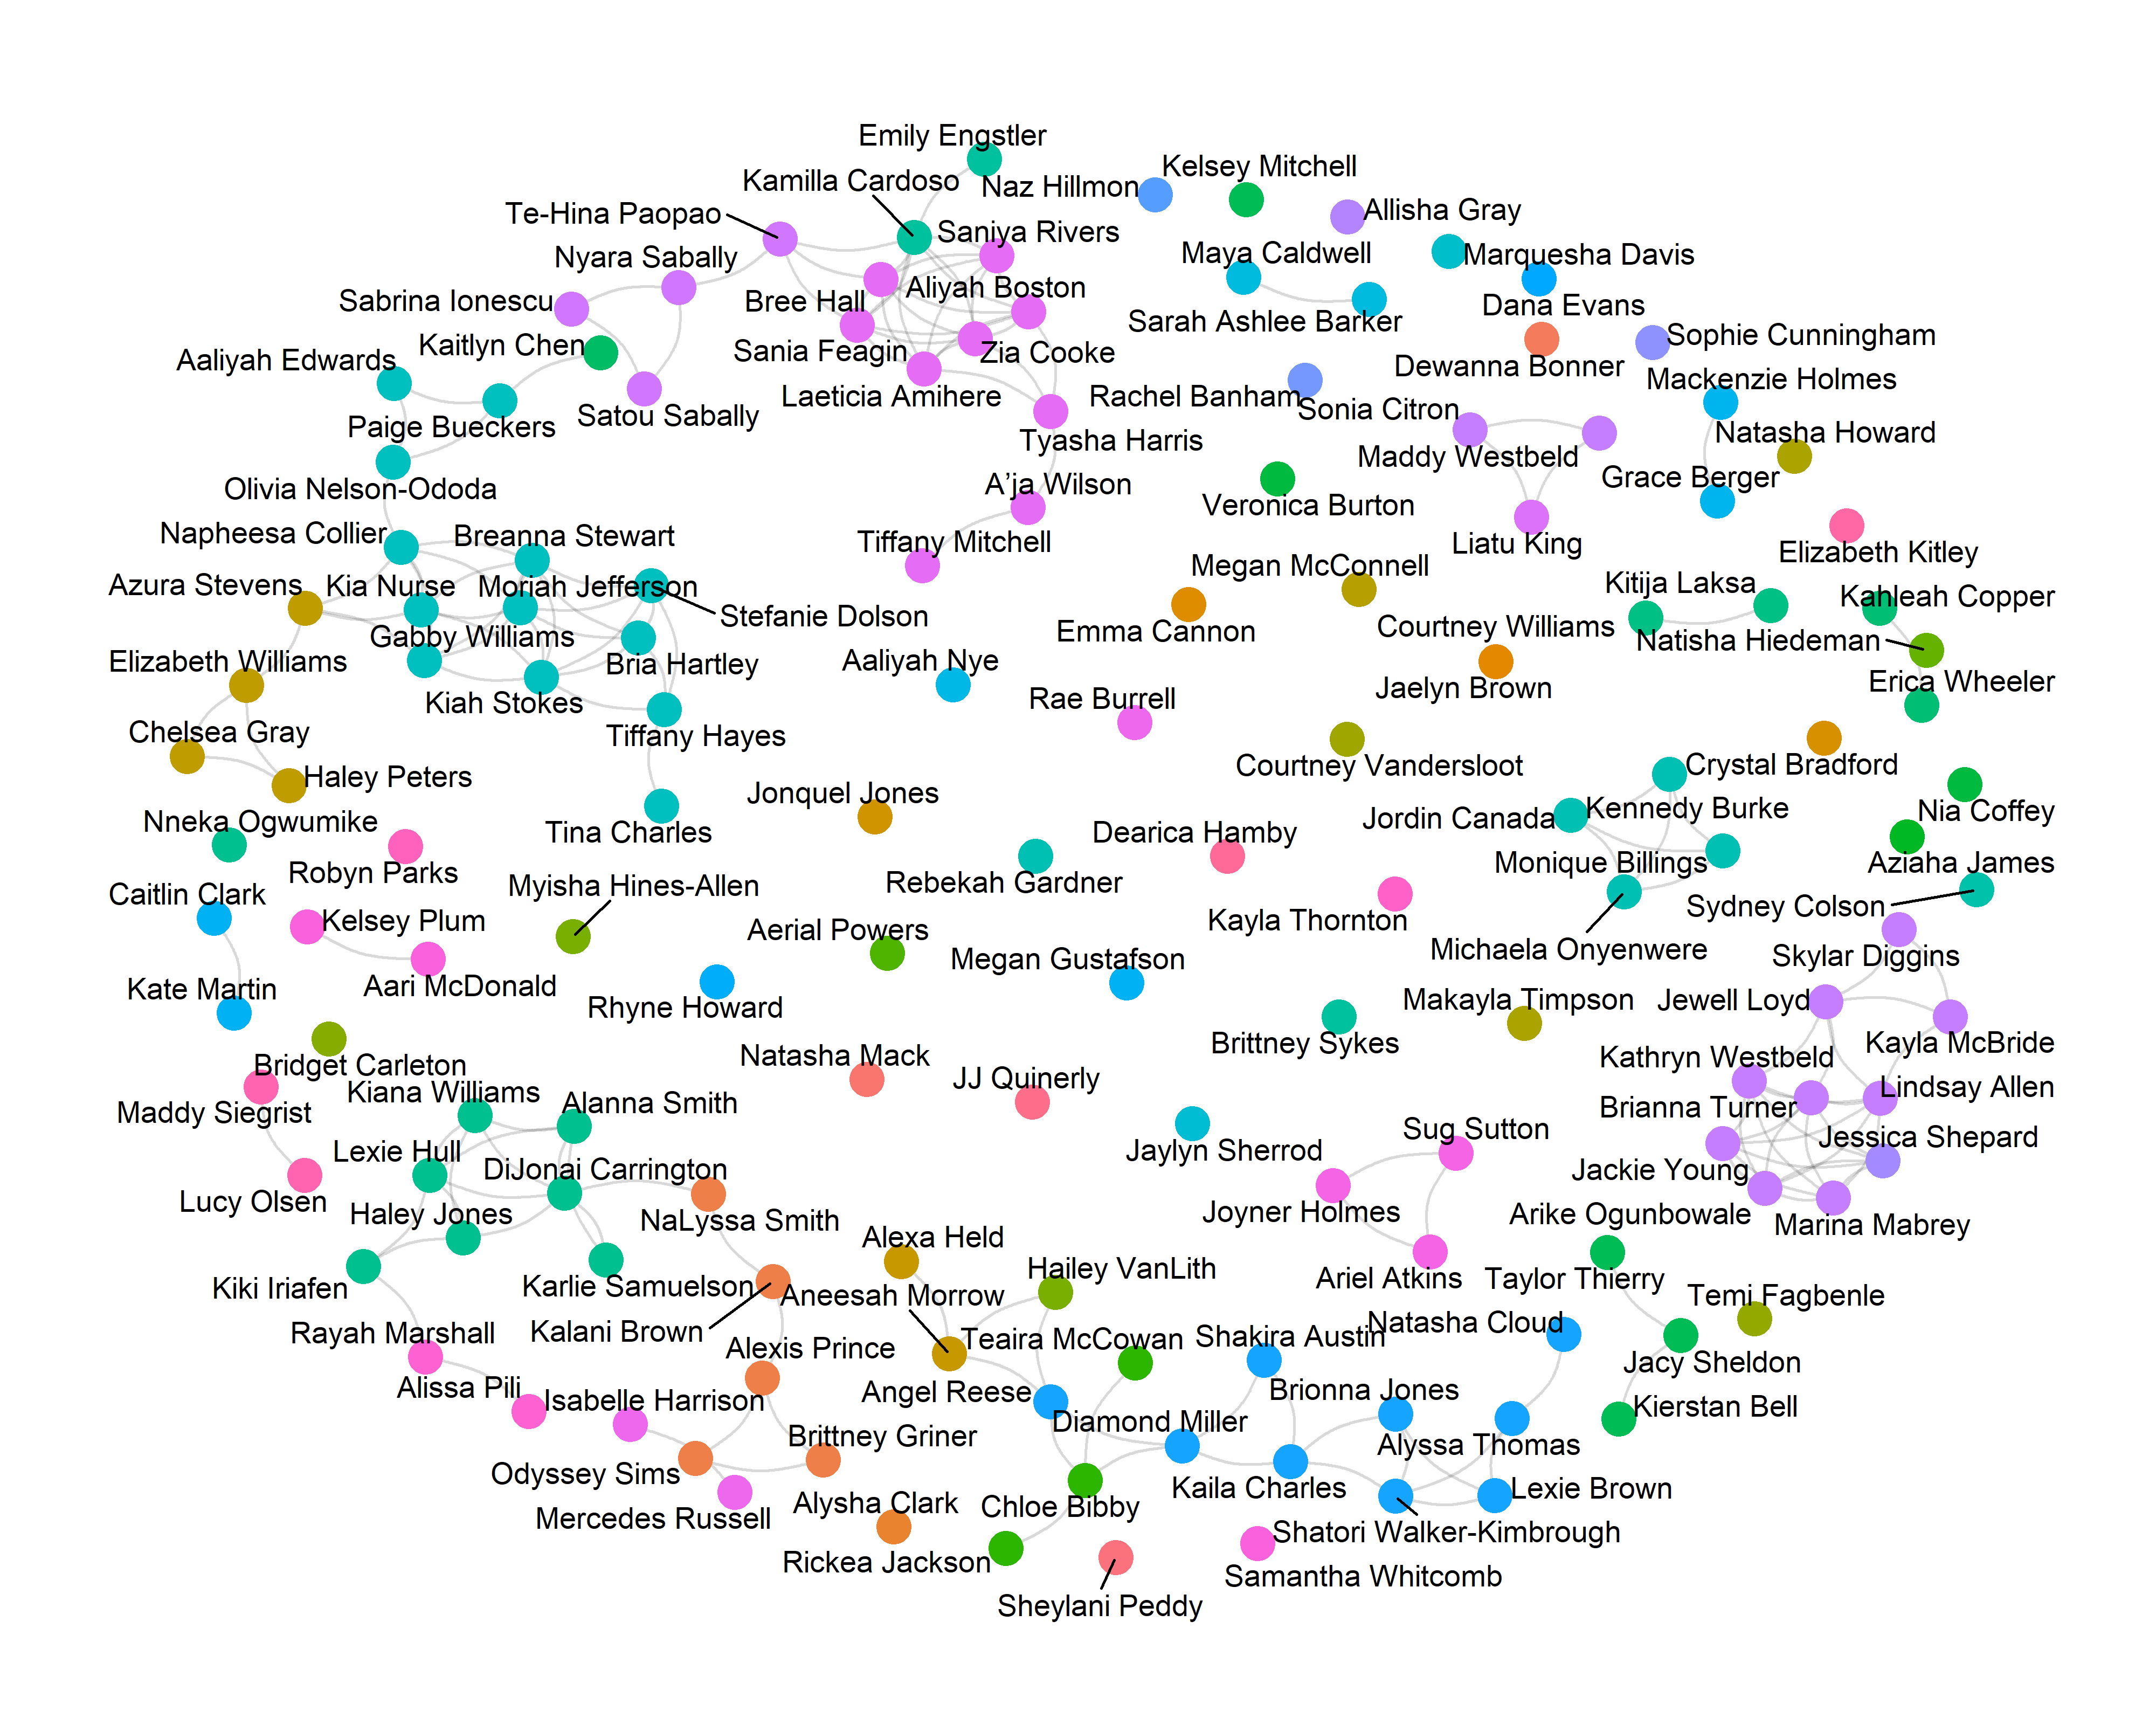 Emily Engstler
Kelsey Mitchell
Kamilla Cardoso
Naz Hillmon
Te-Hina Paopao
Allisha Gray
Saniya Rivers
Nyara Sabally
Maya Caldwell
Marquesha Davis
Sabrina Ionescu
Bree Hall
Aliyah Boston
Dana Evans
Sarah Ashlee Barker
Kaitlyn Chen
Sophie Cunningham
Aaliyah Edwards
Sania Feagin
Zia Cooke
Dewanna Bonner
Mackenzie Holmes
Laeticia Amihere
Rachel Banham
Sonia Citron
Satou Sabally
Paige Bueckers
Natasha Howard
Tyasha Harris
Maddy Westbeld
Grace Berger
Olivia Nelson-Ododa
A'ja Wilson
Veronica Burton
Napheesa Collier
Breanna Stewart
Tiffany Mitchell
Liatu King
Elizabeth Kitley
Megan McConnell
Azura Stevens
Kia Nurse
Moriah Jefferson
Kitija Laksa
Kahleah Copper
Stefanie Dolson
Emma Cannon
Courtney Williams
Gabby Williams
Natisha Hiedeman
Elizabeth Williams
Bria Hartley
Aaliyah Nye
Erica Wheeler
Jaelyn Brown
Kiah Stokes
Rae Burrell
Chelsea Gray
Tiffany Hayes
Courtney Vandersloot
Crystal Bradford
Haley Peters
Jonquel Jones
Kennedy Burke
Nia Coffey
Nneka Ogwumike
Tina Charles
Dearica Hamby
Jordin Canada
Robyn Parks
Monique Billings
Aziaha James
Myisha Hines-Allen
Rebekah Gardner
Caitlin Clark
Sydney Colson
Kelsey Plum
Kayla Thornton
Aerial Powers
Michaela Onyenwere
Skylar Diggins
Megan Gustafson
Kate Martin
Aari McDonald
Rhyne Howard
Makayla Timpson
Jewell Loyd
Brittney Sykes
Kayla McBride
Natasha Mack
Kathryn Westbeld
Bridget Carleton
JJ Quinerly
Lindsay Allen
Kiana Williams
Alanna Smith
Brianna Turner
Maddy Siegrist
Sug Sutton
Jessica Shepard
Lexie Hull
Jaylyn Sherrod
DiJonai Carrington
Jackie Young
Lucy Olsen
Haley Jones
NaLyssa Smith
Joyner Holmes
Arike Ogunbowale
Marina Mabrey
Alexa Held
Hailey VanLith
Ariel Atkins
Taylor Thierry
Kiki Iriafen
Karlie Samuelson
Aneesah Morrow
Temi Fagbenle
Natasha Cloud
Rayah Marshall
Kalani Brown
Teaira McCowan
Shakira Austin
Alexis Prince
Jacy Sheldon
Alissa Pili
Isabelle Harrison
Angel Reese
Brionna Jones
Kierstan Bell
Diamond Miller
Brittney Griner
Alyssa Thomas
Odyssey Sims
Kaila Charles
Lexie Brown
Alysha Clark
Chloe Bibby
Mercedes Russell
Shatori Walker-Kimbrough
Rickea Jackson
Samantha Whitcomb
Sheylani Peddy